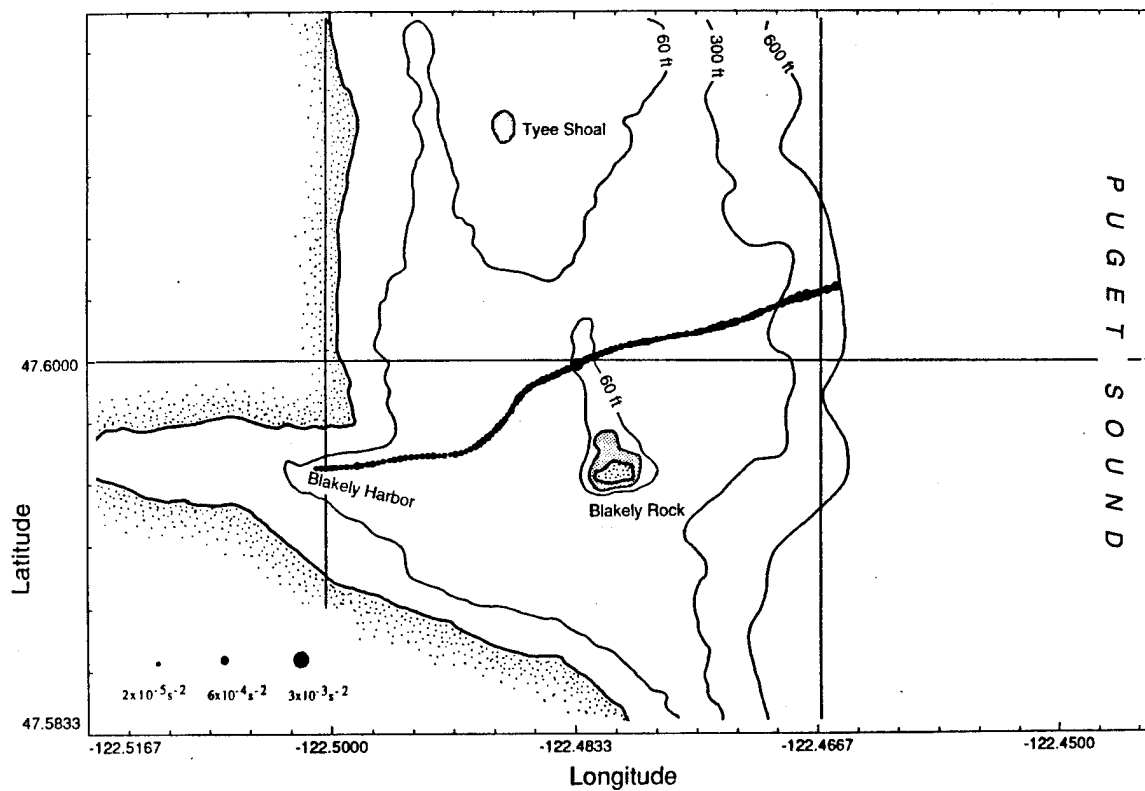 60 ft
300 ft
600 ft
Tyee Shoal
PUGET SOUND
47.6000
60 ft
Blakely Harbor
Blakely Rock
Latitude
2x10⁻⁵s⁻²
6x10⁻⁴s⁻²
3x10⁻³s⁻²
47.5833
-122.5167
-122.5000
-122.4833
-122.4667
-122.4500
Longitude